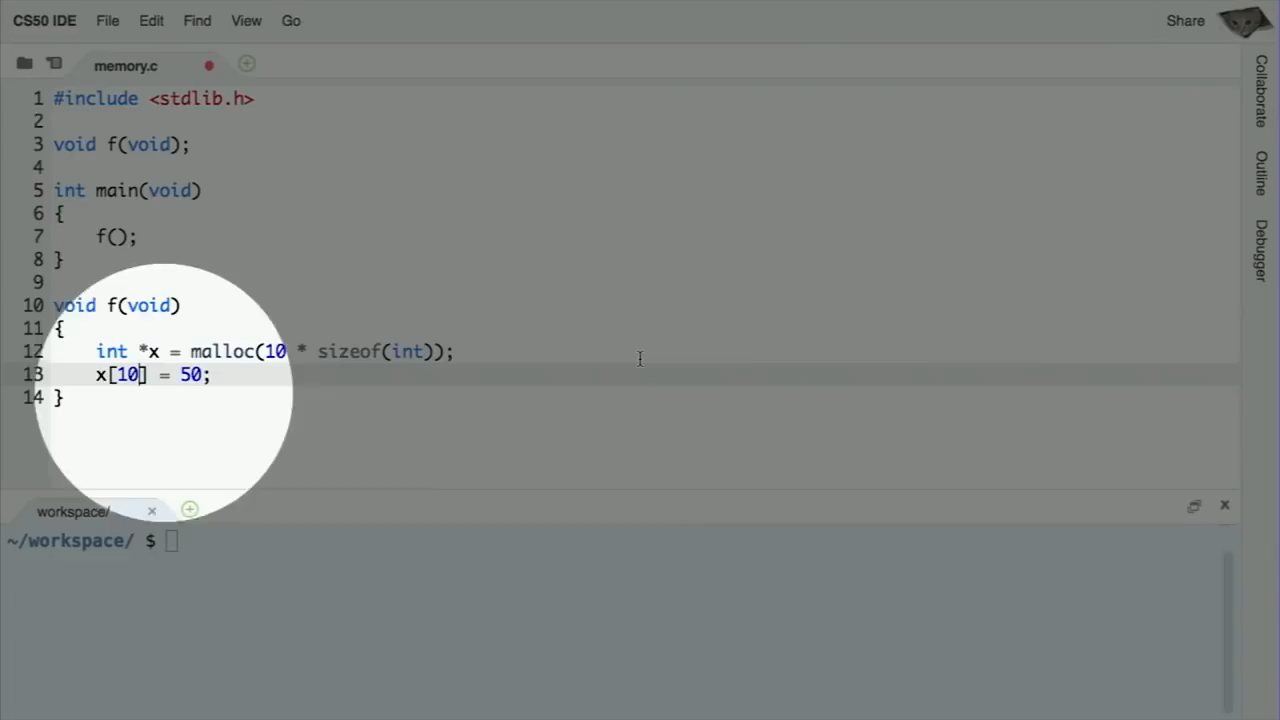 CS50 IDE File Edit Find View Go Share
memory.c
1 #include <stdlib.h>
2
3 void f(void);
4
5 int main(void)
6 {
7     f();
8 }
9
10 void f(void)
11 {
12     int *x = malloc(10 * sizeof(int));
13     x[10] = 50;
14 }
Collaborate
Outline
Debugger
workspace/
~/workspace/ $